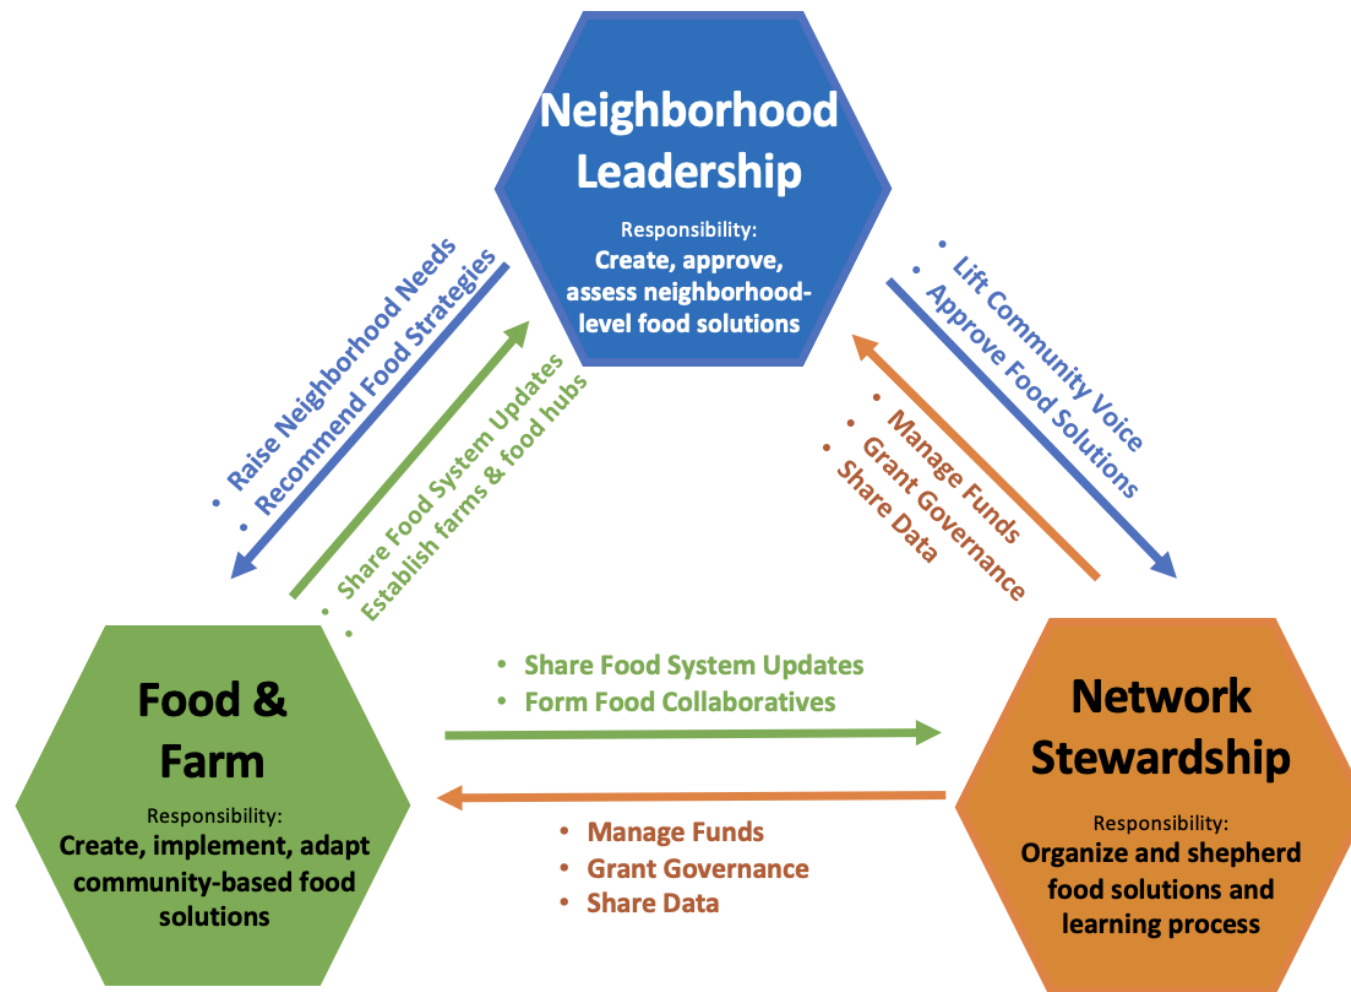 Neighborhood
Leadership
Responsibility:
Create, approve,
assess neighborhood-
level food solutions
• Raise Neighborhood Needs
• Recommend Food Strategies
• Share Food System Updates
• Establish farms & food hubs
• Lift Community Voice
• Approve Food Solutions
• Manage Funds
• Grant Governance
• Share Data
Food &
Farm
Responsibility:
Create, implement, adapt
community-based food
solutions
• Share Food System Updates
• Form Food Collaboratives
• Manage Funds
• Grant Governance
• Share Data
Network
Stewardship
Responsibility:
Organize and shepherd
food solutions and
learning process